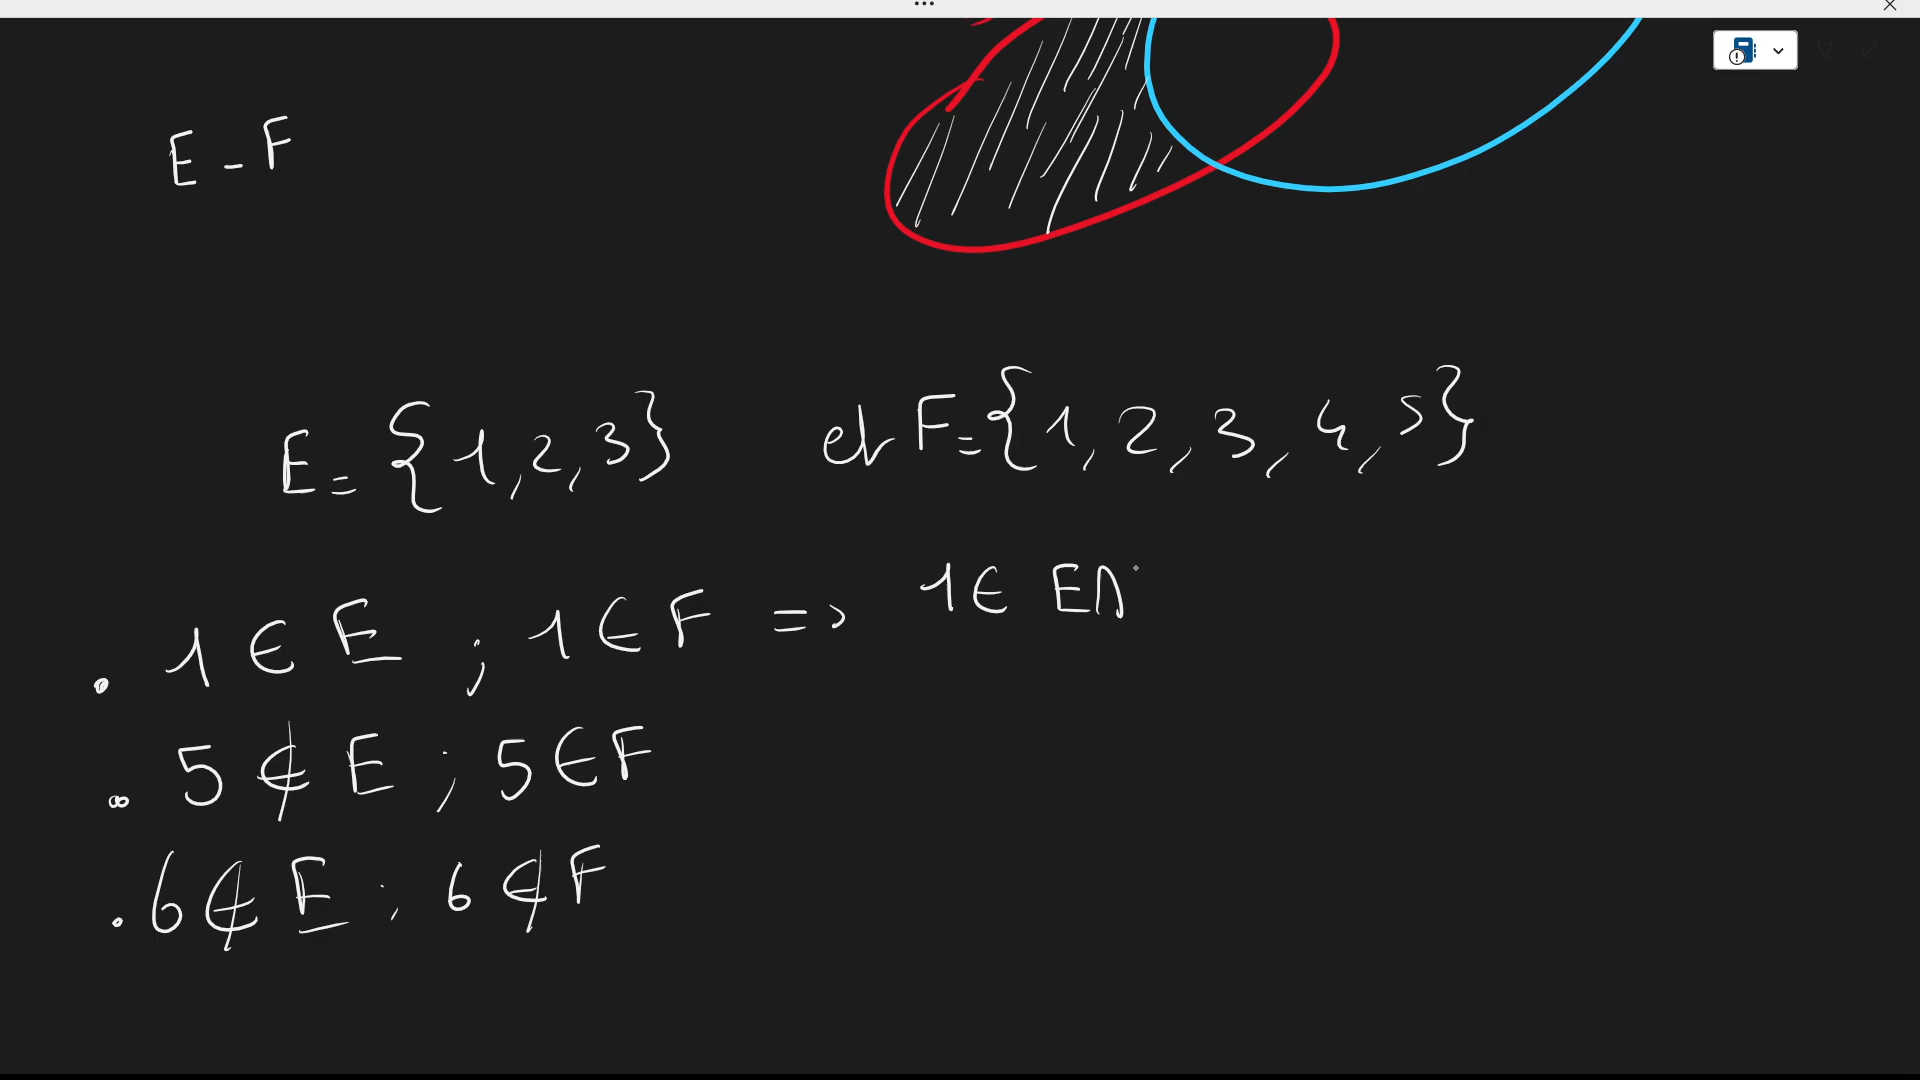 E - F
E = {1, 2, 3} et F = {1, 2, 3, 4, 5}
. 1 ∈ E ; 1 ∈ F => 1 ∈ E ∩
. 5 ∉ E ; 5 ∈ F
. 6 ∉ E ; 6 ∉ F